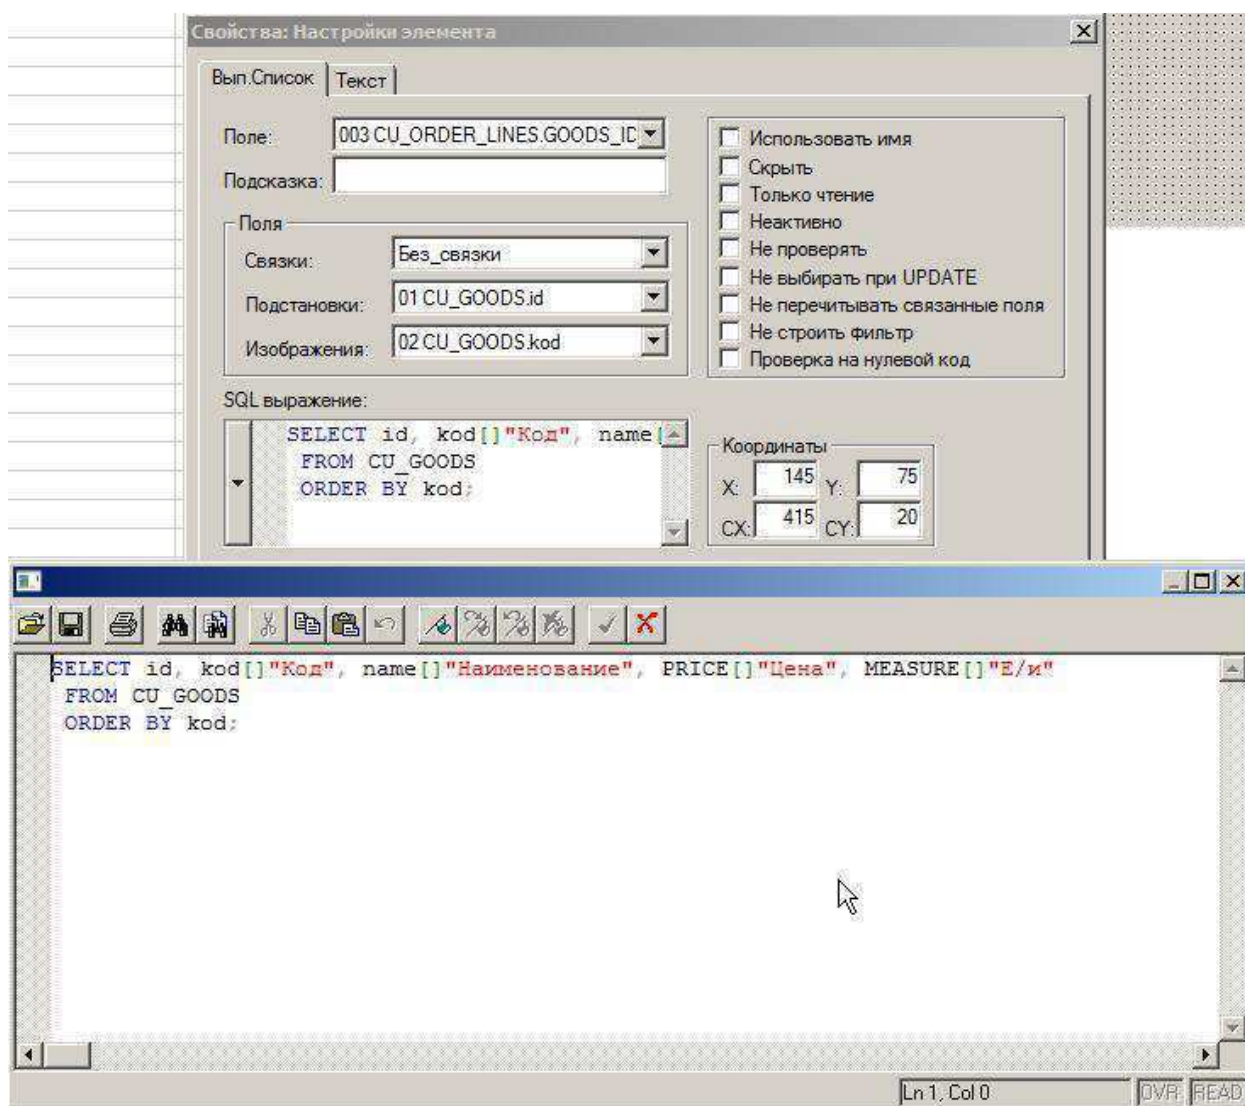 Свойства: Настройки элемента
Вып.Список
Текст
Поле:
003 CU_ORDER_LINES.GOODS_ID
Подсказка:
Поля
Связки:
Без_связки
Подстановки:
01 CU_GOODS.id
Изображения:
02 CU_GOODS.kod
Использовать имя
Скрыть
Только чтение
Неактивно
Не проверять
Не выбирать при UPDATE
Не перечитывать связанные поля
Не строить фильтр
Проверка на нулевой код
SQL выражение:
SELECT id, kod[]"Код", name[
FROM CU_GOODS
ORDER BY kod;
Координаты
X: 145 Y: 75
CX: 415 CY: 20
SELECT id, kod[]"Код", name[]"Наименование", PRICE[]"Цена", MEASURE[]"Е/и"
FROM CU_GOODS
ORDER BY kod;
Ln 1, Col 0
OVR READ